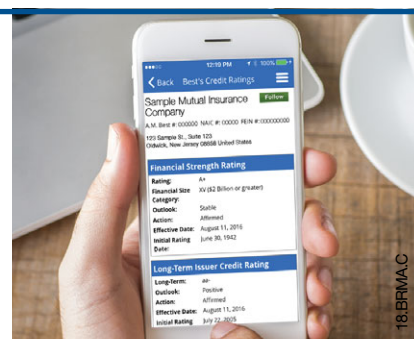 12:19 PM 100%
Back Best's Credit Ratings
Sample Mutual Insurance Company
Follow
A.M. Best #:000000 NAIC #: 00000 FEIN #:000000000
123 Sample St., Suite 123
Oldwick, New Jersey 08858 United States
Financial Strength Rating
Rating: A+
Financial Size Category: XV ($2 Billion or greater)
Outlook: Stable
Action: Affirmed
Effective Date: August 11, 2016
Initial Rating Date: June 30, 1942
Long-Term Issuer Credit Rating
Long-Term: aa-
Outlook: Positive
Action: Affirmed
Effective Date: August 11, 2016
Initial Rating July 22, 2005
18.BRMA.C